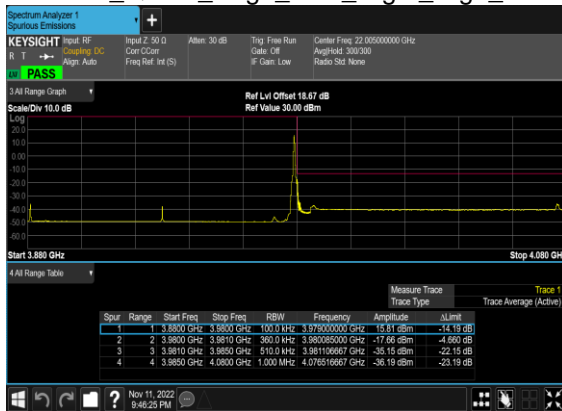 Spectrum Analyzer 1
Spurious Emissions
KEYSIGHT Input: RF Input Z: 50 Ω Atten: 30 dB Trig: Free Run Center Freq: 22.005000000 GHz
R T Coupling: DC Corr CCorr Gate: Off Avg|Hold: 300/300
Align: Auto Freq Ref: Int (S) IF Gain: Low Radio Std: None
PASS
3 All Range Graph
Ref Lvl Offset 18.67 dB
Scale/Div 10.0 dB Ref Value 30.00 dBm
Log
20.0
10.0
0.00
-10.0
-20.0
-30.0
-40.0
-50.0
-60.0
Start 3.880 GHz Stop 4.080 GH
4 All Range Table
Measure Trace Trace 1
Trace Type Trace Average (Active)
Spur Range Start Freq Stop Freq RBW Frequency Amplitude ΔLimit
1 1 3.8800 GHz 3.9800 GHz 100.0 kHz 3.979000000 GHz 15.81 dBm -14.19 dB
2 2 3.9800 GHz 3.9810 GHz 360.0 kHz 3.980085000 GHz -17.66 dBm -4.660 dB
3 3 3.9810 GHz 3.9850 GHz 510.0 kHz 3.981106667 GHz -35.15 dBm -22.15 dB
4 4 3.9850 GHz 4.0800 GHz 1.000 MHz 4.076516667 GHz -36.19 dBm -23.19 dB
Nov 11, 2022
9:46:25 PM